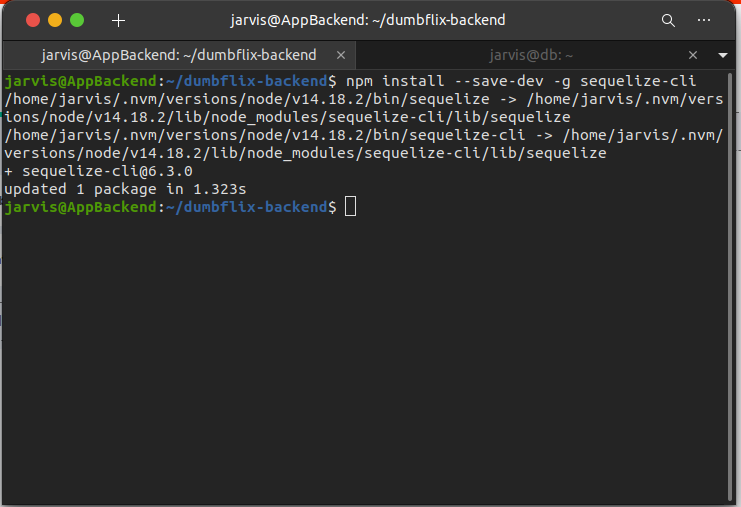 jarvis@AppBackend: ~/dumbflix-backend
jarvis@AppBackend: ~/dumbflix-backend
jarvis@db: ~
jarvis@AppBackend:~/dumbflix-backend$ npm install --save-dev -g sequelize-cli
/home/jarvis/.nvm/versions/node/v14.18.2/bin/sequelize -> /home/jarvis/.nvm/vers
ions/node/v14.18.2/lib/node_modules/sequelize-cli/lib/sequelize
/home/jarvis/.nvm/versions/node/v14.18.2/bin/sequelize-cli -> /home/jarvis/.nvm/
versions/node/v14.18.2/lib/node_modules/sequelize-cli/lib/sequelize
+ sequelize-cli@6.3.0
updated 1 package in 1.323s
jarvis@AppBackend:~/dumbflix-backend$